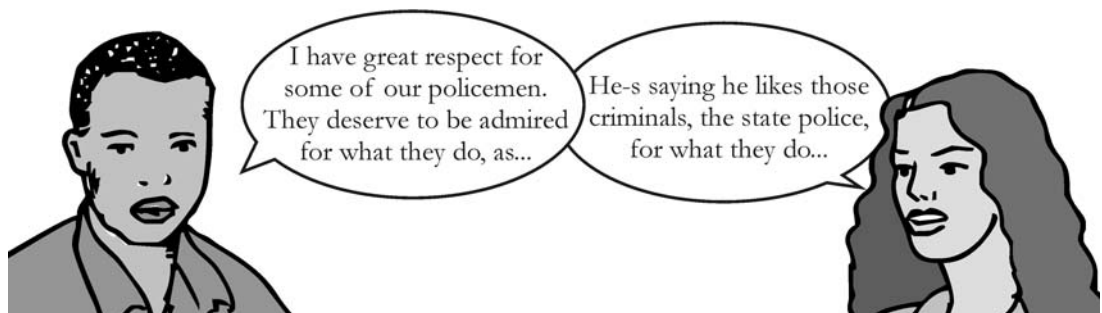 I have great respect for
some of our policemen.
They deserve to be admired
for what they do, as...
He-s saying he likes those
criminals, the state police,
for what they do...